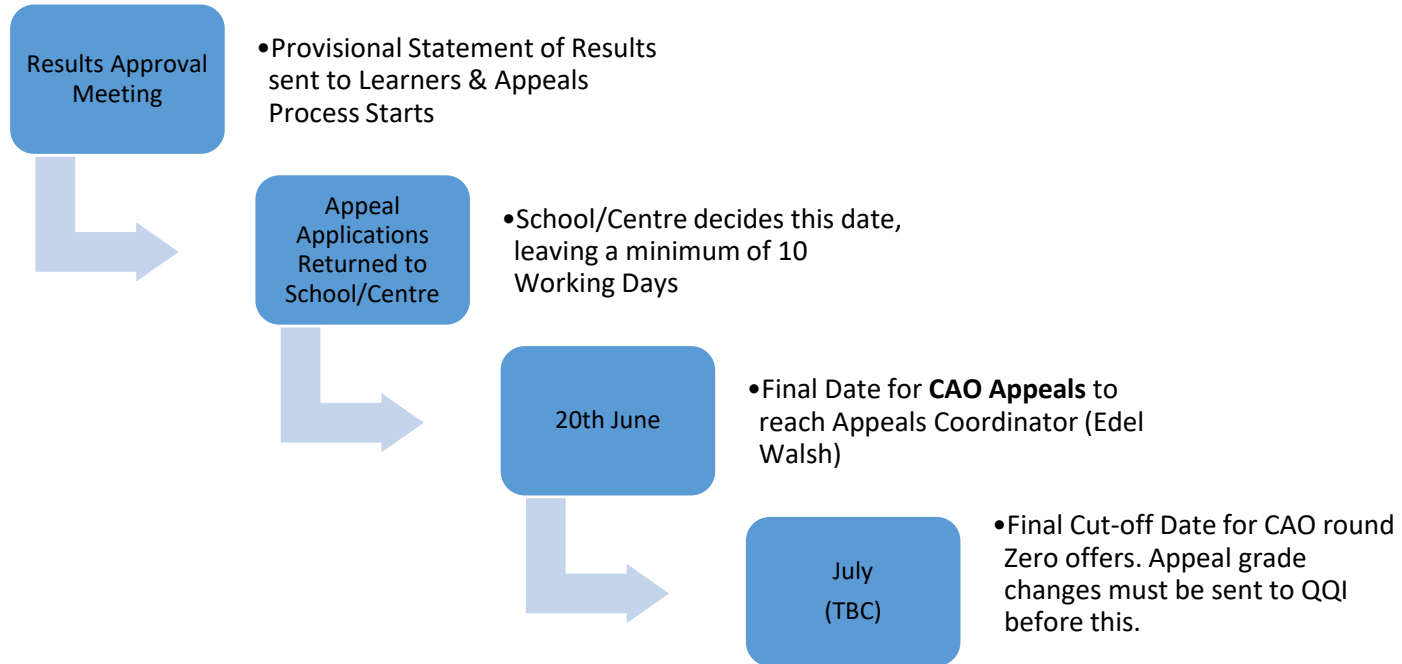 Results Approval
Meeting
•Provisional Statement of Results
sent to Learners & Appeals
Process Starts
Appeal
Applications
Returned to
School/Centre
•School/Centre decides this date,
leaving a minimum of 10
Working Days
20th June
•Final Date for CAO Appeals to
reach Appeals Coordinator (Edel
Walsh)
July
(TBC)
•Final Cut-off Date for CAO round
Zero offers. Appeal grade
changes must be sent to QQI
before this.